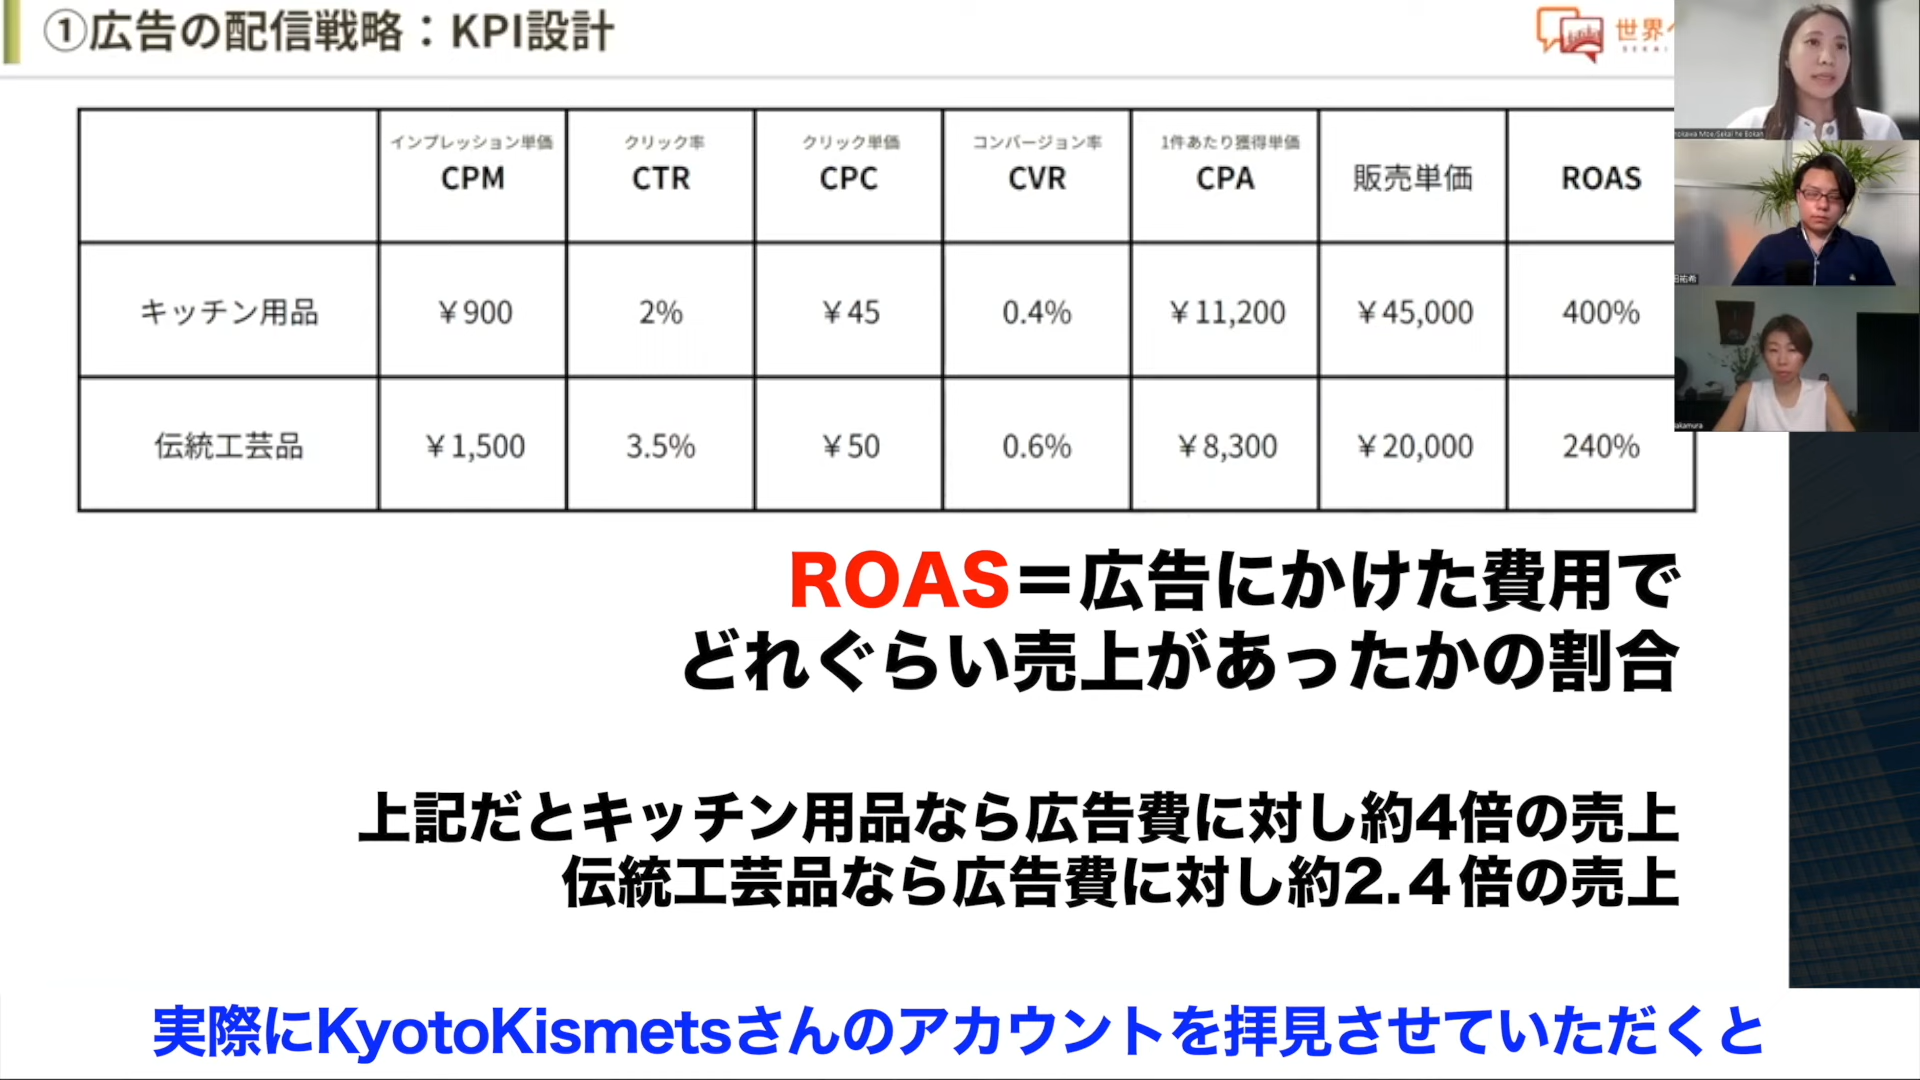 ①広告の配信戦略：KPI設計
世界へ
インプレッション単価 クリック率 クリック単価 コンバージョン率 1件あたり獲得単価
CPM CTR CPC CVR CPA 販売単価 ROAS
キッチン用品 ￥900 2% ￥45 0.4% ￥11,200 ￥45,000 400%
伝統工芸品 ￥1,500 3.5% ￥50 0.6% ￥8,300 ￥20,000 240%
ROAS＝広告にかけた費用で
どれぐらい売上があったかの割合
上記だとキッチン用品なら広告費に対し約4倍の売上
伝統工芸品なら広告費に対し約2.４倍の売上
実際にKyotoKismetsさんのアカウントを拝見させていただくと